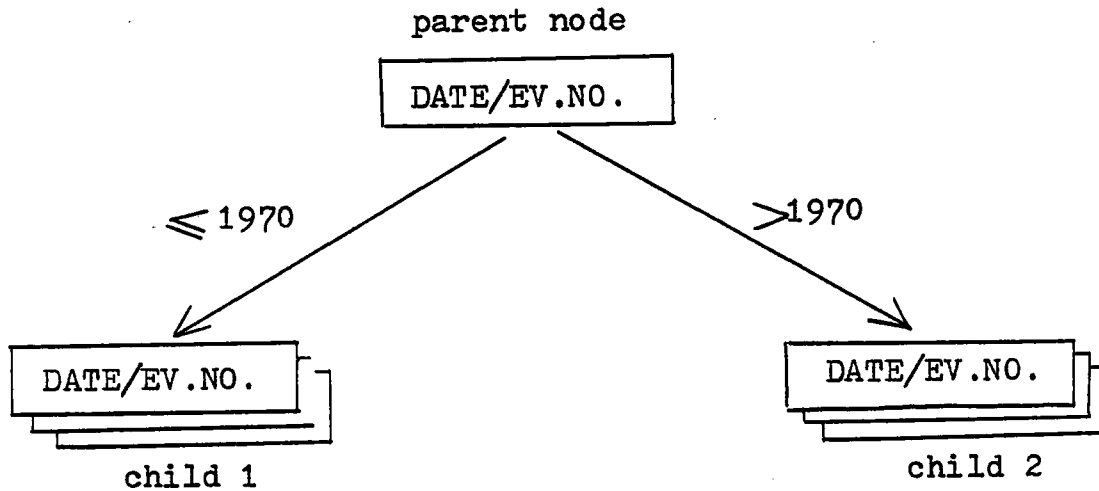 parent node
DATE/EV.NO.
≤ 1970
>1970
DATE/EV.NO.
DATE/EV.NO.
child 1
child 2